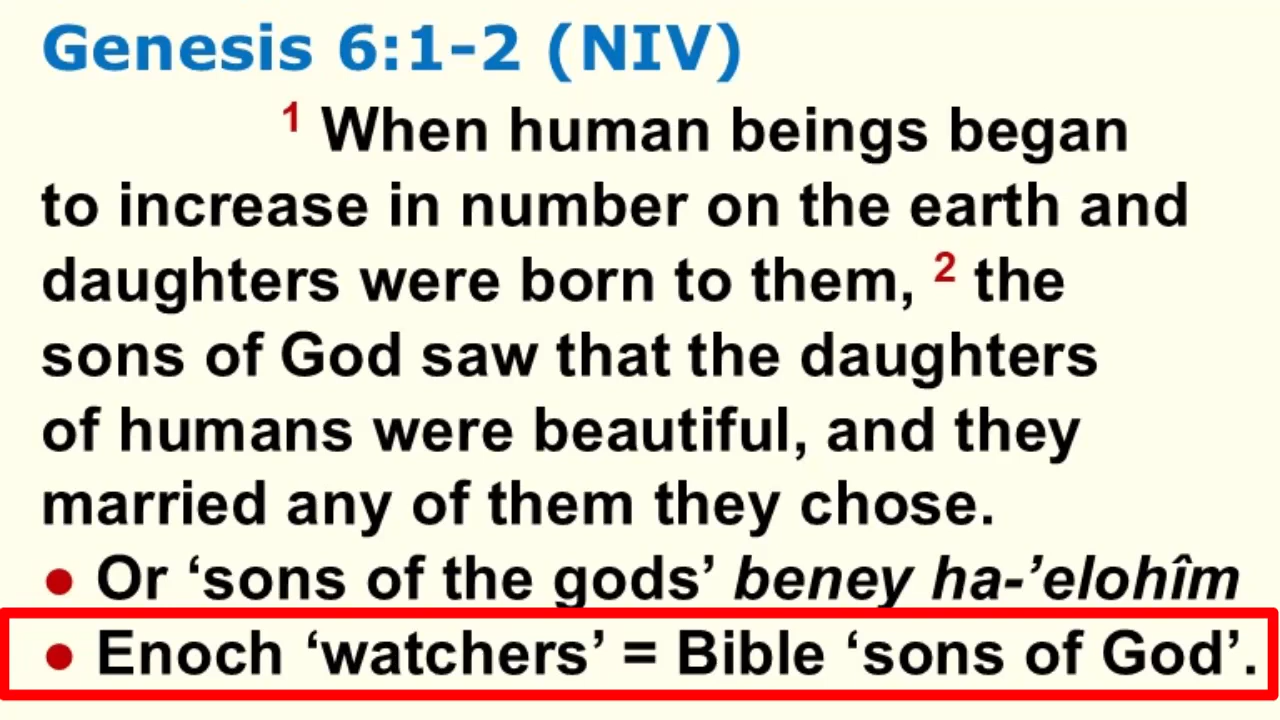 Genesis 6:1-2 (NIV)
1 When human beings began
to increase in number on the earth and
daughters were born to them, 2 the
sons of God saw that the daughters
of humans were beautiful, and they
married any of them they chose.
● Or ‘sons of the gods’ beney ha-’elohîm
● Enoch ‘watchers’ = Bible ‘sons of God’.